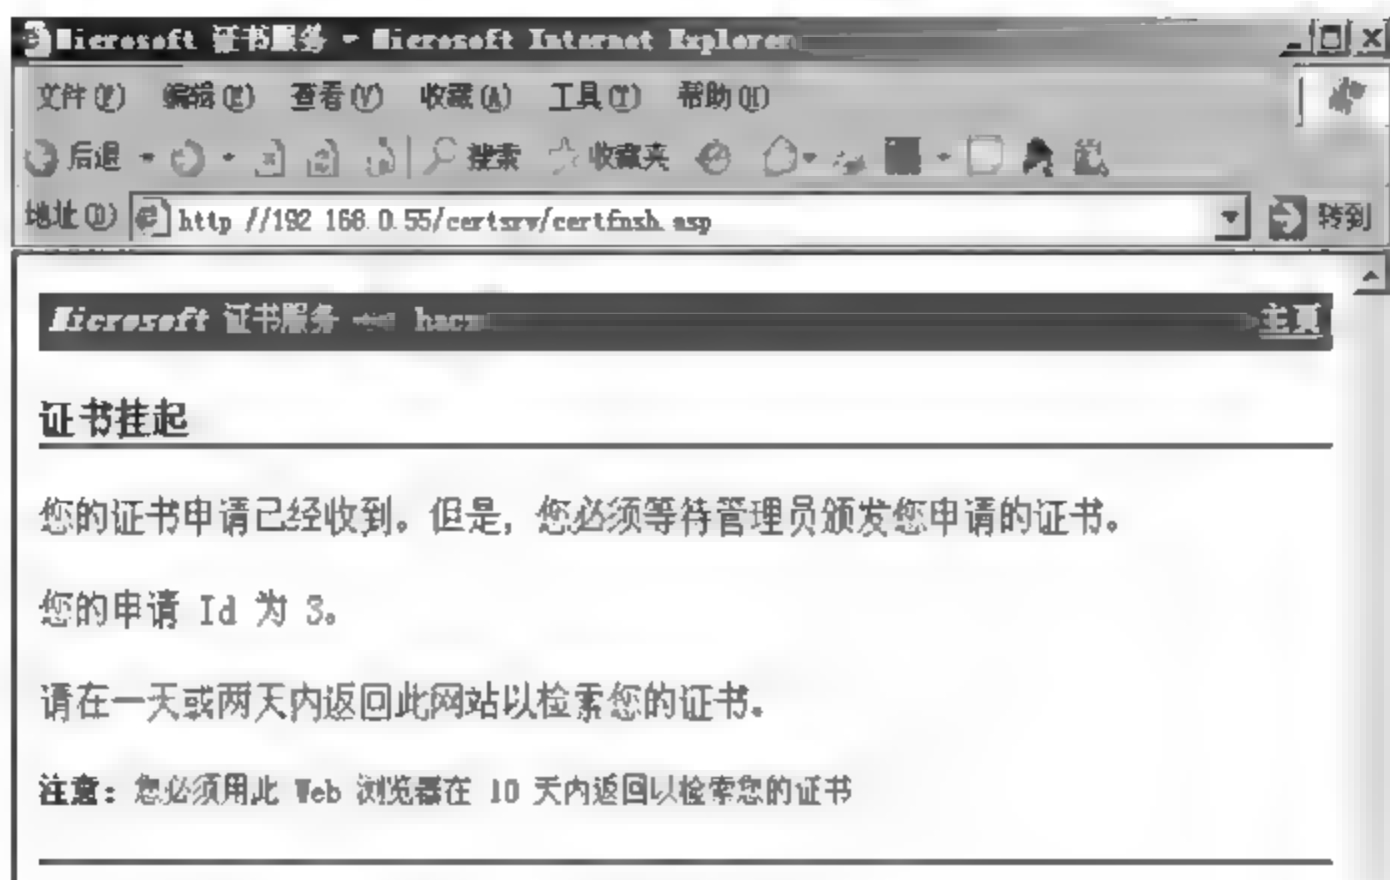 Microsoft 证书服务 - Microsoft Internet Explorer
文件(F) 编辑(E) 查看(V) 收藏(A) 工具(T) 帮助(H)
后退 搜索 收藏夹
地址(D) http //192 168.0.55/certsrv/certfnsh.asp 转到
Microsoft 证书服务 -- 主页
证书挂起
您的证书申请已经收到。但是，您必须等待管理员颁发您申请的证书。
您的申请 Id 为 3。
请在一天或两天内返回此网站以检索您的证书。
注意: 您必须用此 Web 浏览器在 10 天内返回以检索您的证书